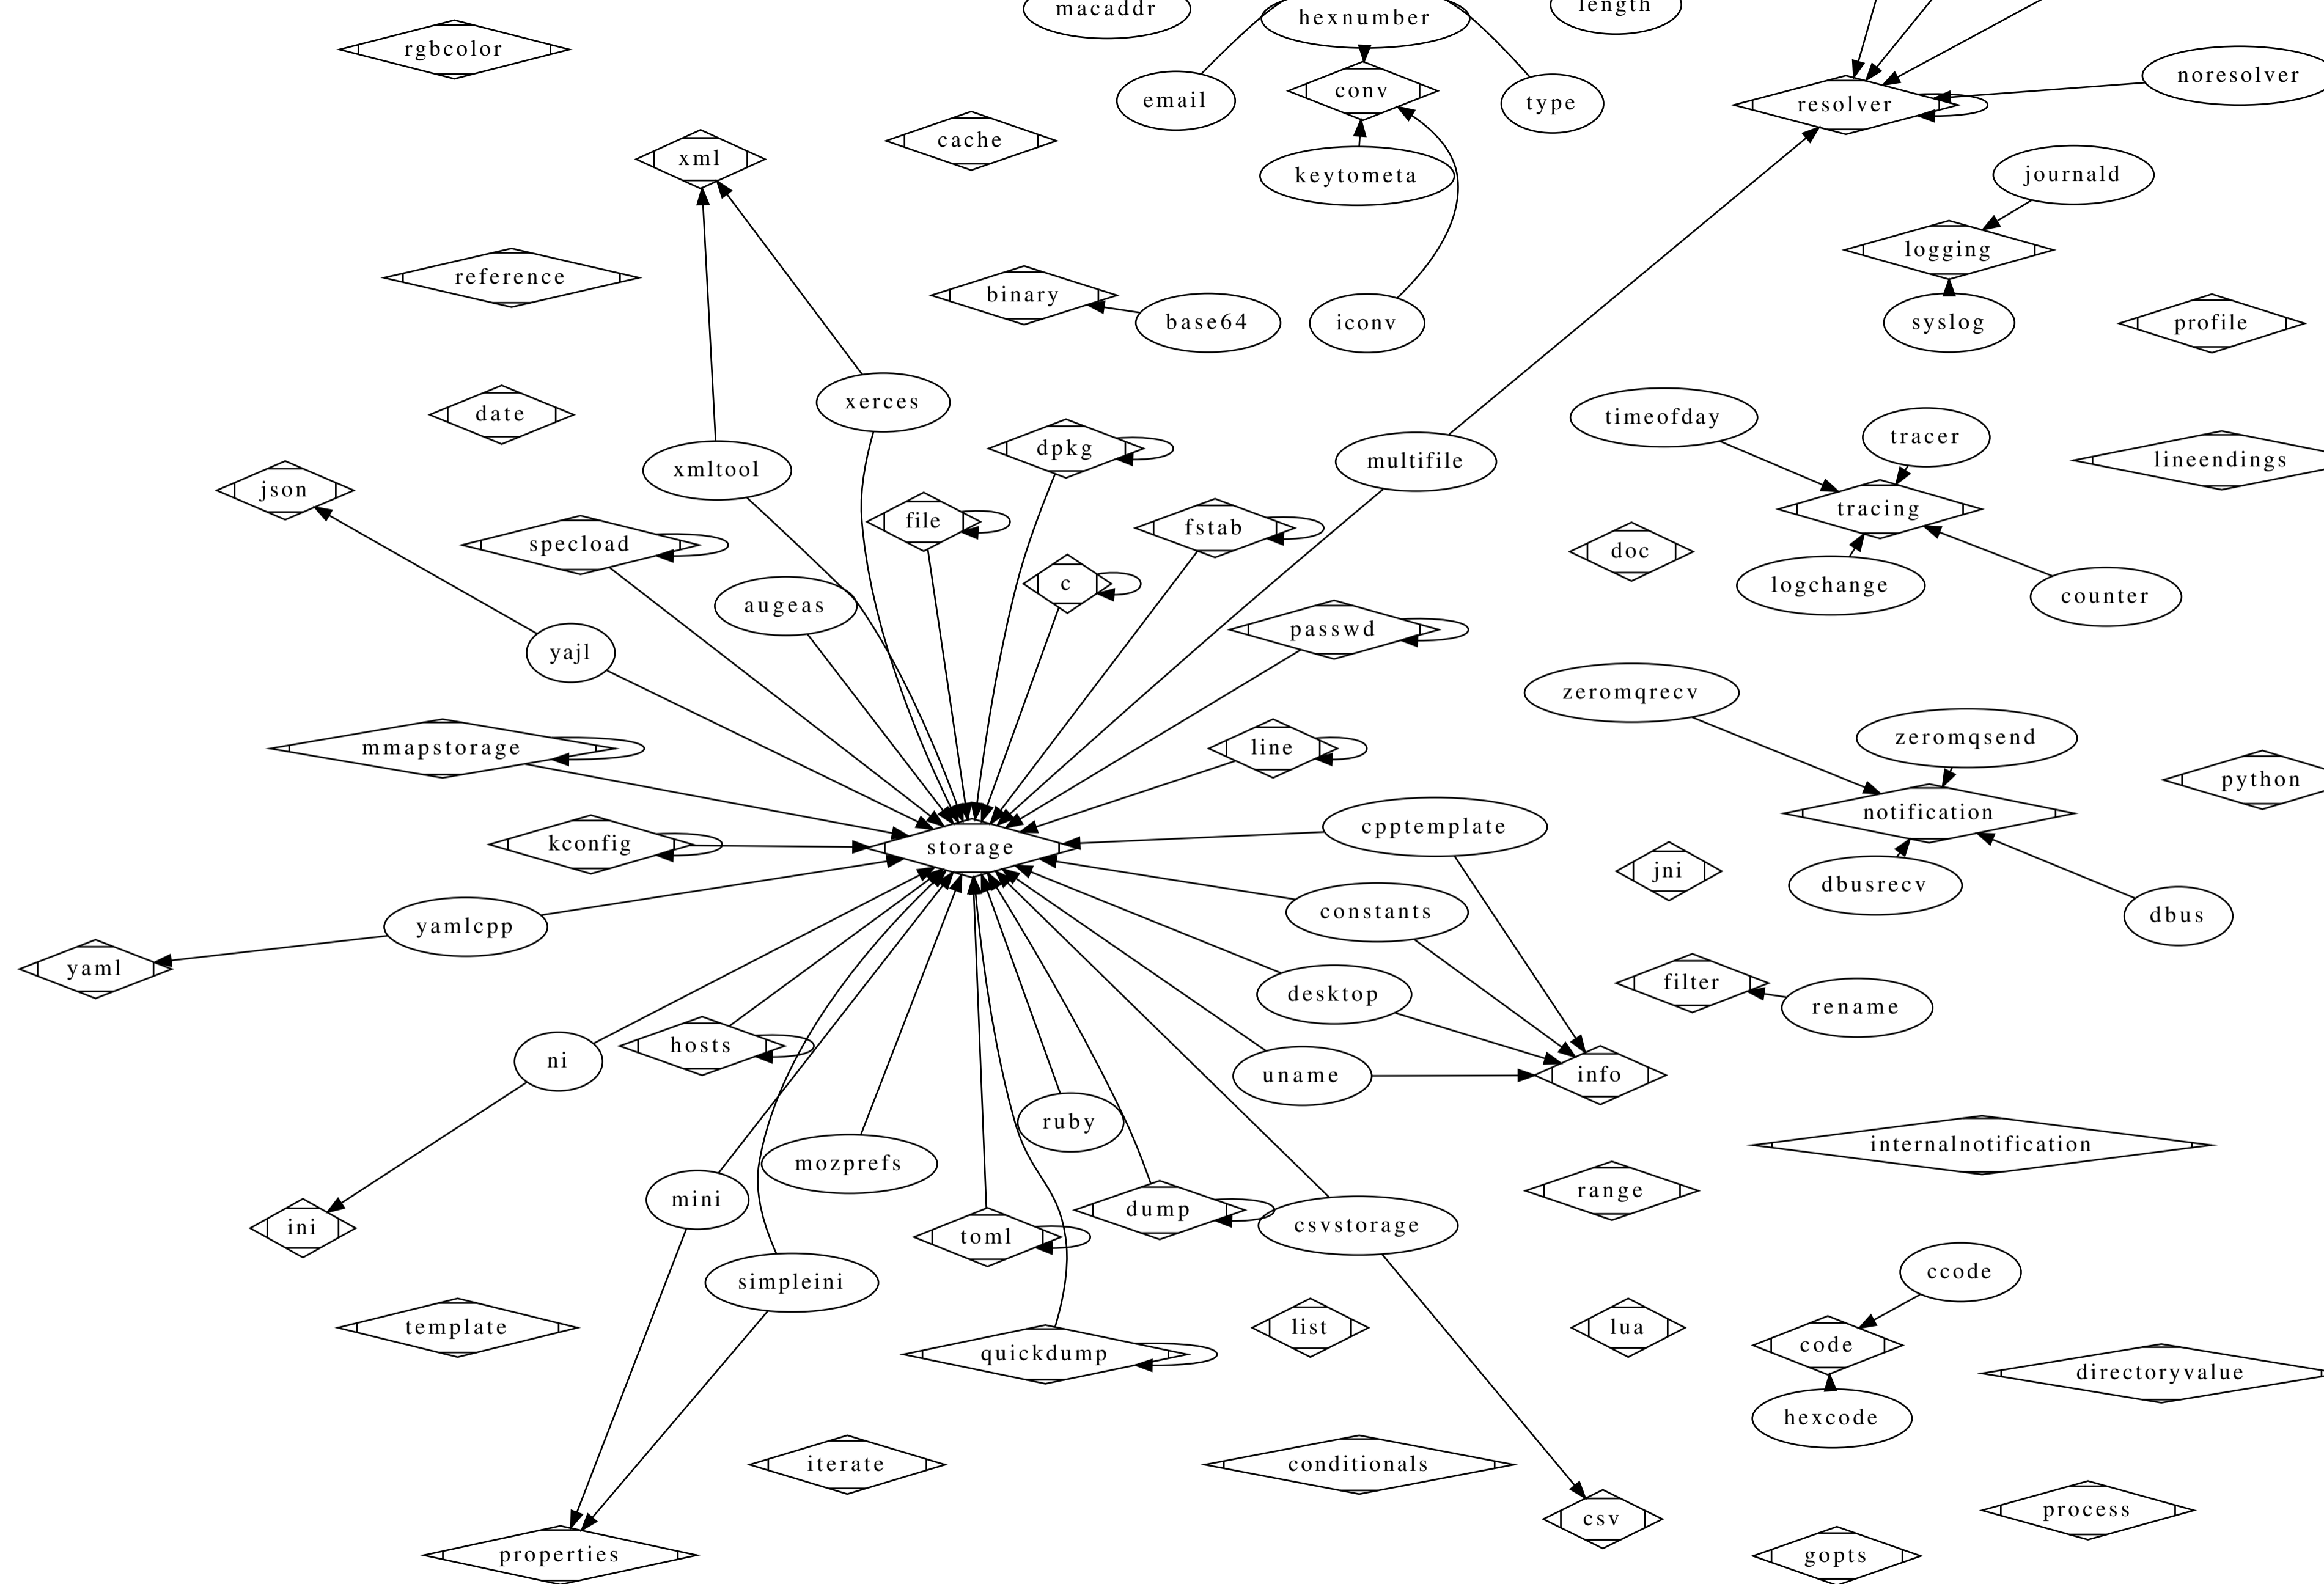 macaddr
hexnumber
length
rgbcolor
noresolver
email
conv
type
resolver
cache
xml
keytometa
journald
logging
reference
binary
base64
iconv
syslog
profile
xerces
date
timeofday
tracer
dpkg
multifile
lineendings
xmltool
json
file
fstab
tracing
specload
doc
c
logchange
counter
augeas
passwd
yajl
zeromqrecv
zeromqsend
mmapstorage
line
python
notification
cpptemplate
kconfig
storage
jni
dbusrecv
constants
dbus
yamlcpp
yaml
filter
desktop
rename
hosts
ni
uname
info
ruby
internalnotification
mozprefs
range
mini
dump
csvstorage
ini
toml
ccode
simpleini
template
list
lua
code
quickdump
directoryvalue
hexcode
iterate
conditionals
process
csv
properties
gopts